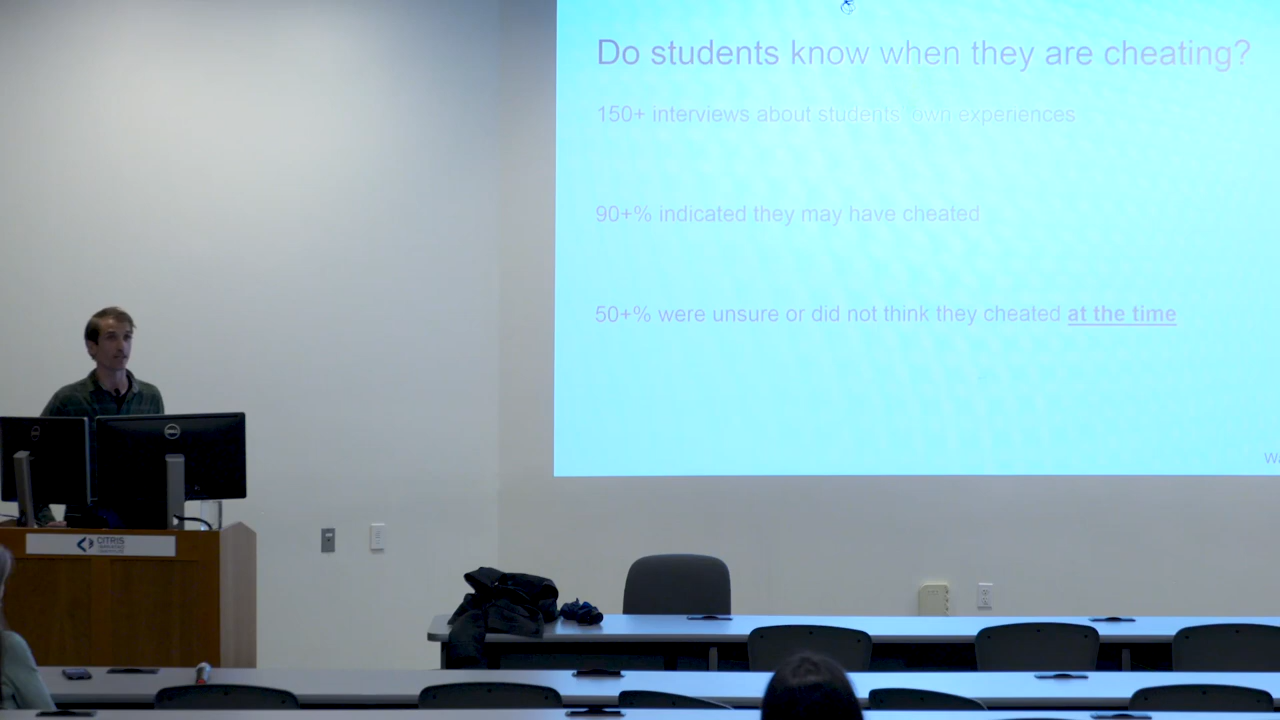 Do students know when they are cheating?
150+ interviews about students' own experiences
90+% indicated they may have cheated
50+% were unsure or did not think they cheated at the time
DELL
CITRIS